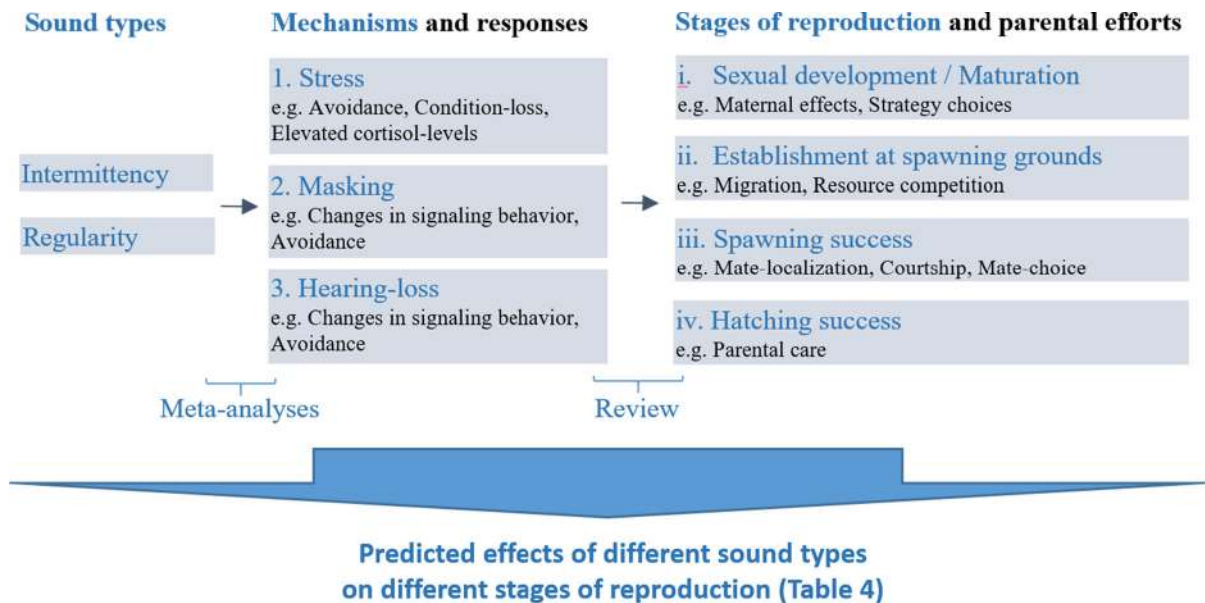 Sound types
Intermittency
Regularity
Mechanisms and responses
1. Stress
e.g. Avoidance, Condition-loss,
Elevated cortisol-levels
2. Masking
e.g. Changes in signaling behavior,
Avoidance
3. Hearing-loss
e.g. Changes in signaling behavior,
Avoidance
Stages of reproduction and parental efforts
i. Sexual development / Maturation
e.g. Maternal effects, Strategy choices
ii. Establishment at spawning grounds
e.g. Migration, Resource competition
iii. Spawning success
e.g. Mate-localization, Courtship, Mate-choice
iv. Hatching success
e.g. Parental care
Meta-analyses
Review
Predicted effects of different sound types
on different stages of reproduction (Table 4)